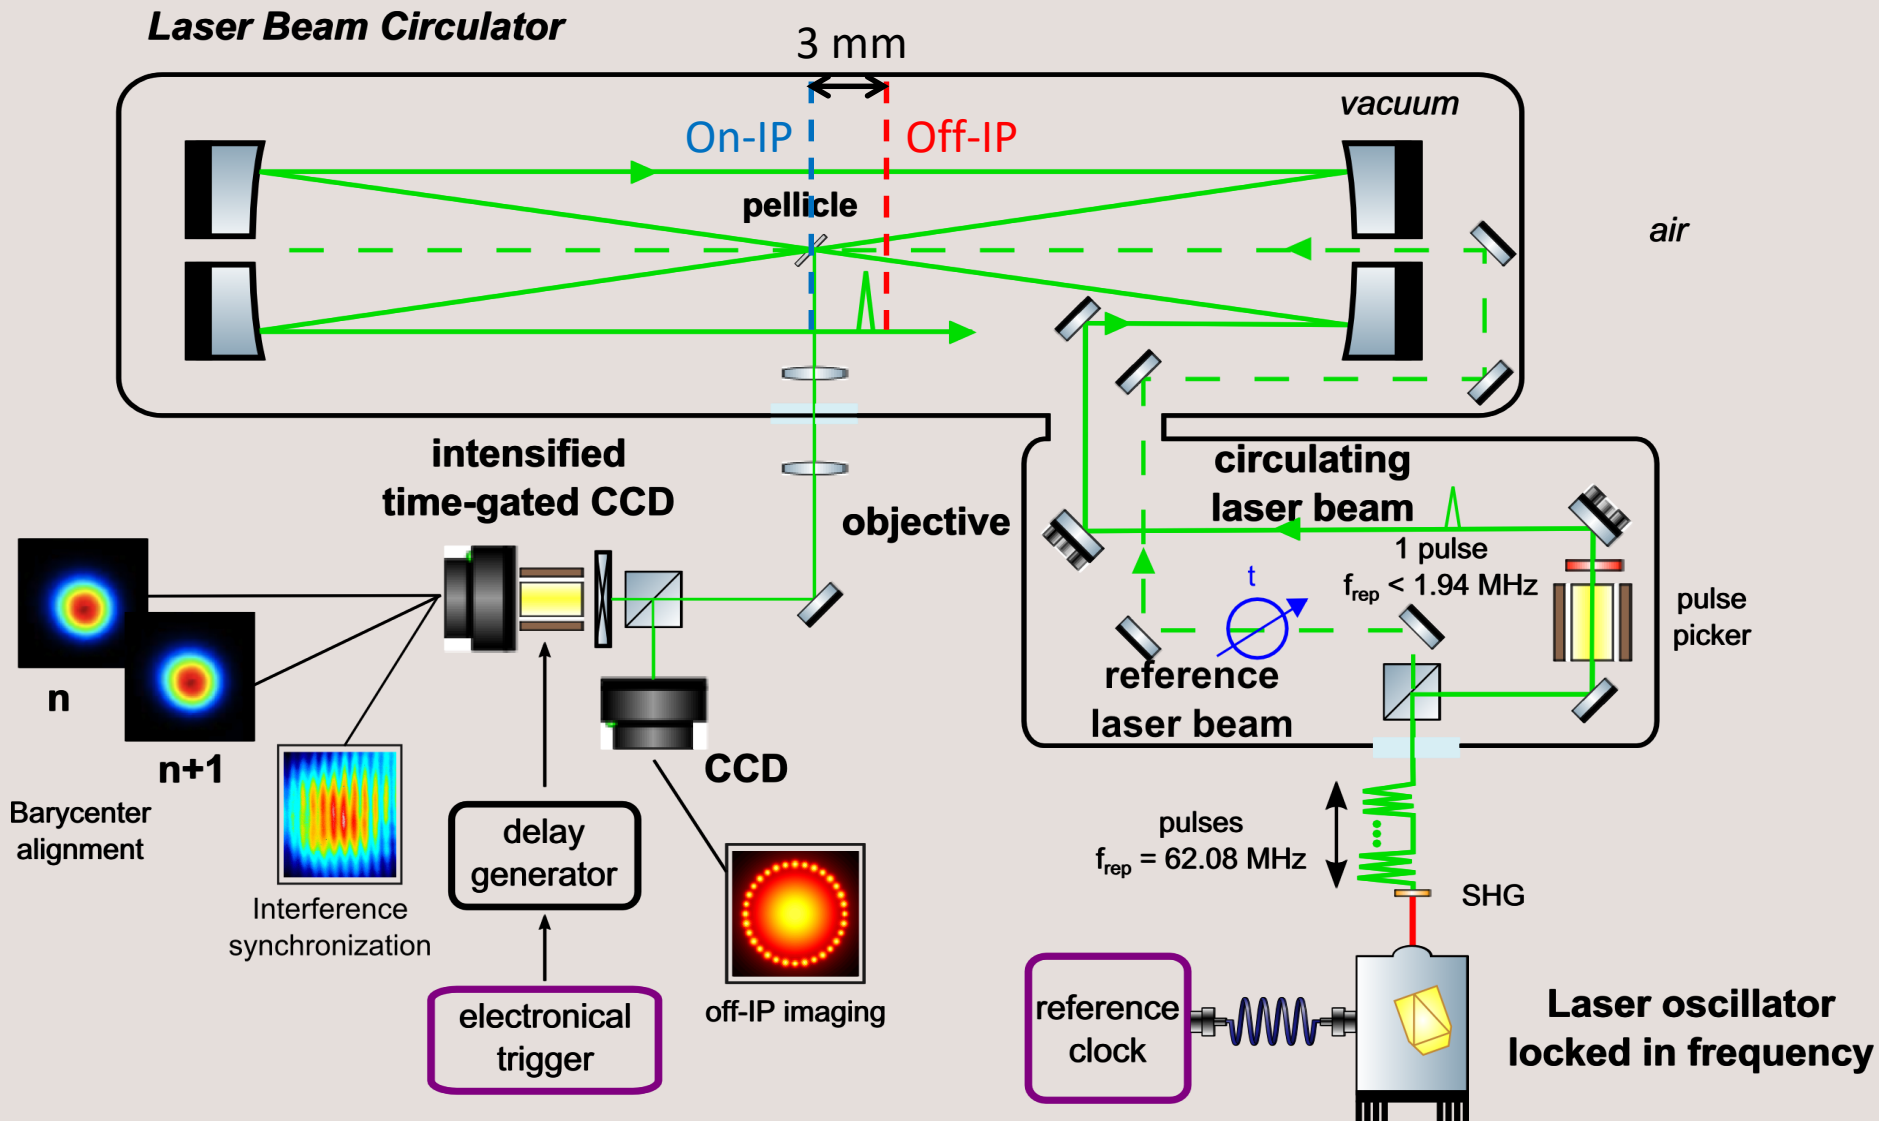 Laser Beam Circulator
3 mm
vacuum
On-IP
Off-IP
pellicle
air
intensified
time-gated CCD
objective
circulating
laser beam
1 pulse
f_rep < 1.94 MHz
t
pulse
picker
reference
laser beam
n
n+1
CCD
Barycenter
alignment
Interference
synchronization
delay
generator
pulses
f_rep = 62.08 MHz
SHG
off-IP imaging
electronical
trigger
reference
clock
Laser oscillator
locked in frequency